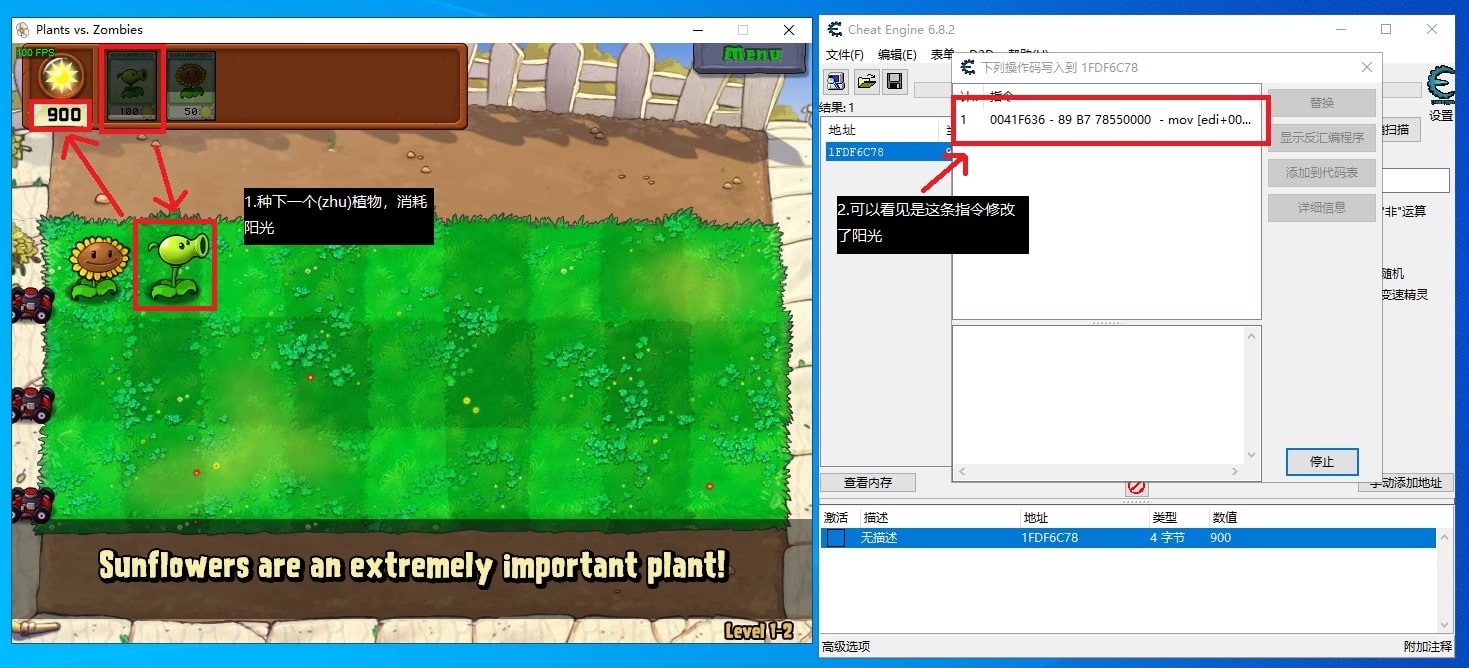 Plants vs. Zombies
100 FPS
Menu
900
100
50
1.种下一个(zhu)植物，消耗
阳光
Sunflowers are an extremely important plant!
Level 1-2
Cheat Engine 6.8.2
文件(F) 编辑(E) 表单
下列操作码写入到 1FDF6C78
结果: 1
指令
替换
设置
1 0041F636 - 89 B7 78550000 - mov [edi+00...
地址
显示反汇编程序
扫描
1FDF6C78
添加到代码表
详细信息
"非"运算
2.可以看见是这条指令修改
了阳光
随机
变速精灵
停止
查看内存
手动添加地址
激活 描述 地址 类型 数值
无描述 1FDF6C78 4 字节 900
高级选项
附加注释